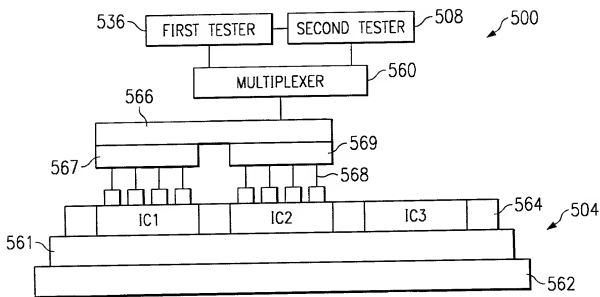 536 FIRST TESTER SECOND TESTER 508 500
MULTIPLEXER 560
566
567 569
568
IC1 IC2 IC3 564 504
561
562